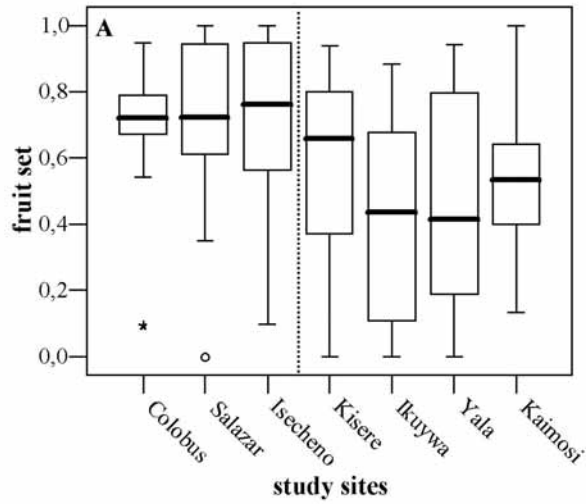 A
1,0
0,8
0,6
0,4
0,2
0,0
fruit set
Colobus
Salazar
Isecheno
Kisere
Ikuywa
Yala
Kaimosi
study sites